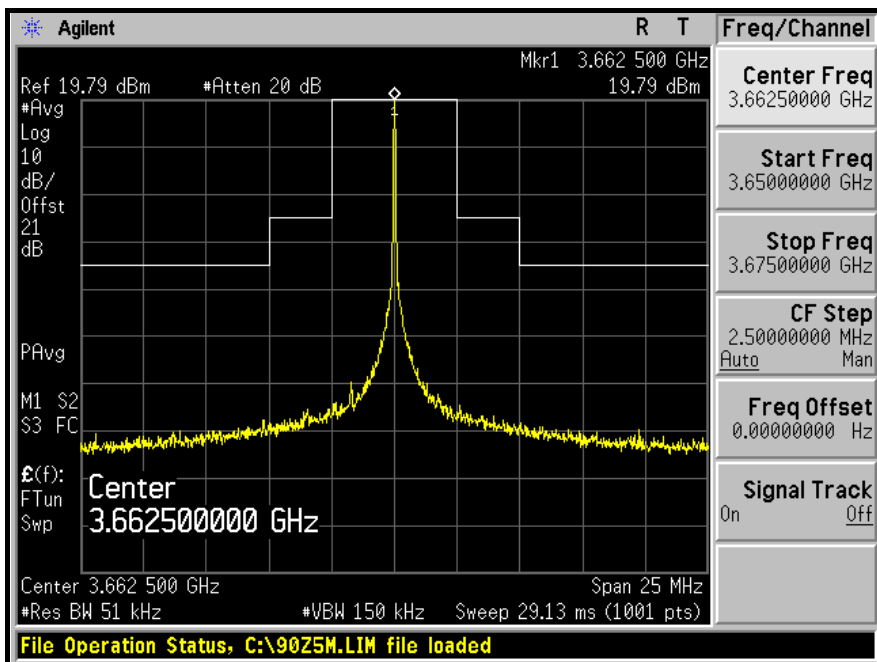 Agilent R T
Mkr1 3.662 500 GHz
Ref 19.79 dBm #Atten 20 dB 19.79 dBm
#Avg
Log
10
dB/
Offst
21
dB
1
PAvg
M1 S2
S3 FC
£(f):
FTun
Swp
Center
3.662500000 GHz
Center 3.662 500 GHz Span 25 MHz
#Res BW 51 kHz #VBW 150 kHz Sweep 29.13 ms (1001 pts)
File Operation Status, C:\90Z5M.LIM file loaded
Freq/Channel
Center Freq
3.66250000 GHz
Start Freq
3.65000000 GHz
Stop Freq
3.67500000 GHz
CF Step
2.50000000 MHz
Auto Man
Freq Offset
0.00000000 Hz
Signal Track
On Off